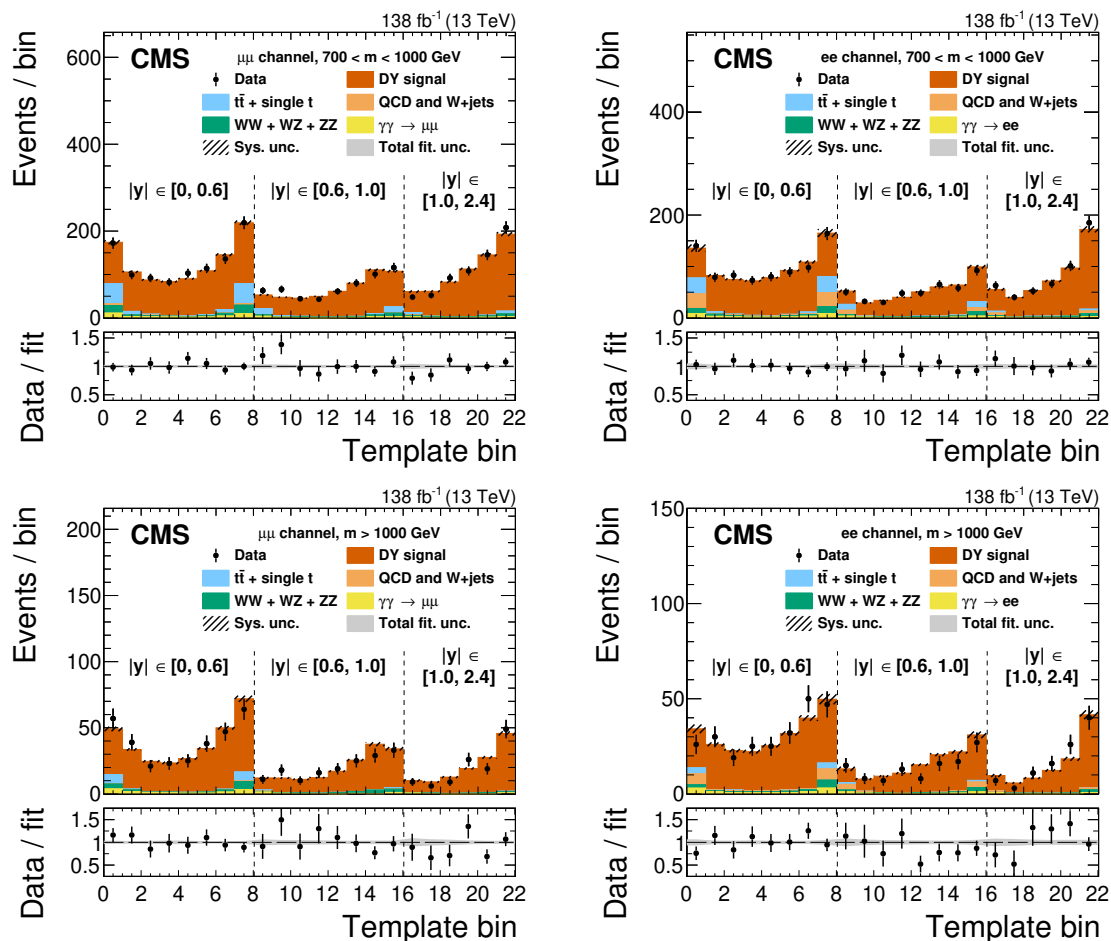 138 fb⁻¹ (13 TeV)
CMS
μμ channel, 700 < m < 1000 GeV
Data
DY signal
tt̄ + single t
QCD and W+jets
WW + WZ + ZZ
γγ → μμ
Sys. unc.
Total fit. unc.
|y| ∈ [0, 0.6]
|y| ∈ [0.6, 1.0]
|y| ∈
[1.0, 2.4]
Events / bin
600
400
200
0
Data / fit
1.5
1
0.5
0 2 4 6 8 10 12 14 16 18 20 22
Template bin
138 fb⁻¹ (13 TeV)
CMS
ee channel, 700 < m < 1000 GeV
Data
DY signal
tt̄ + single t
QCD and W+jets
WW + WZ + ZZ
γγ → ee
Sys. unc.
Total fit. unc.
|y| ∈ [0, 0.6]
|y| ∈ [0.6, 1.0]
|y| ∈
[1.0, 2.4]
Events / bin
400
200
0
Data / fit
1.5
1
0.5
0 2 4 6 8 10 12 14 16 18 20 22
Template bin
138 fb⁻¹ (13 TeV)
CMS
μμ channel, m > 1000 GeV
Data
DY signal
tt̄ + single t
QCD and W+jets
WW + WZ + ZZ
γγ → μμ
Sys. unc.
Total fit. unc.
|y| ∈ [0, 0.6]
|y| ∈ [0.6, 1.0]
|y| ∈
[1.0, 2.4]
Events / bin
200
150
100
50
0
Data / fit
1.5
1
0.5
0 2 4 6 8 10 12 14 16 18 20 22
Template bin
138 fb⁻¹ (13 TeV)
CMS
ee channel, m > 1000 GeV
Data
DY signal
tt̄ + single t
QCD and W+jets
WW + WZ + ZZ
γγ → ee
Sys. unc.
Total fit. unc.
|y| ∈ [0, 0.6]
|y| ∈ [0.6, 1.0]
|y| ∈
[1.0, 2.4]
Events / bin
150
100
50
0
Data / fit
1.5
1
0.5
0 2 4 6 8 10 12 14 16 18 20 22
Template bin